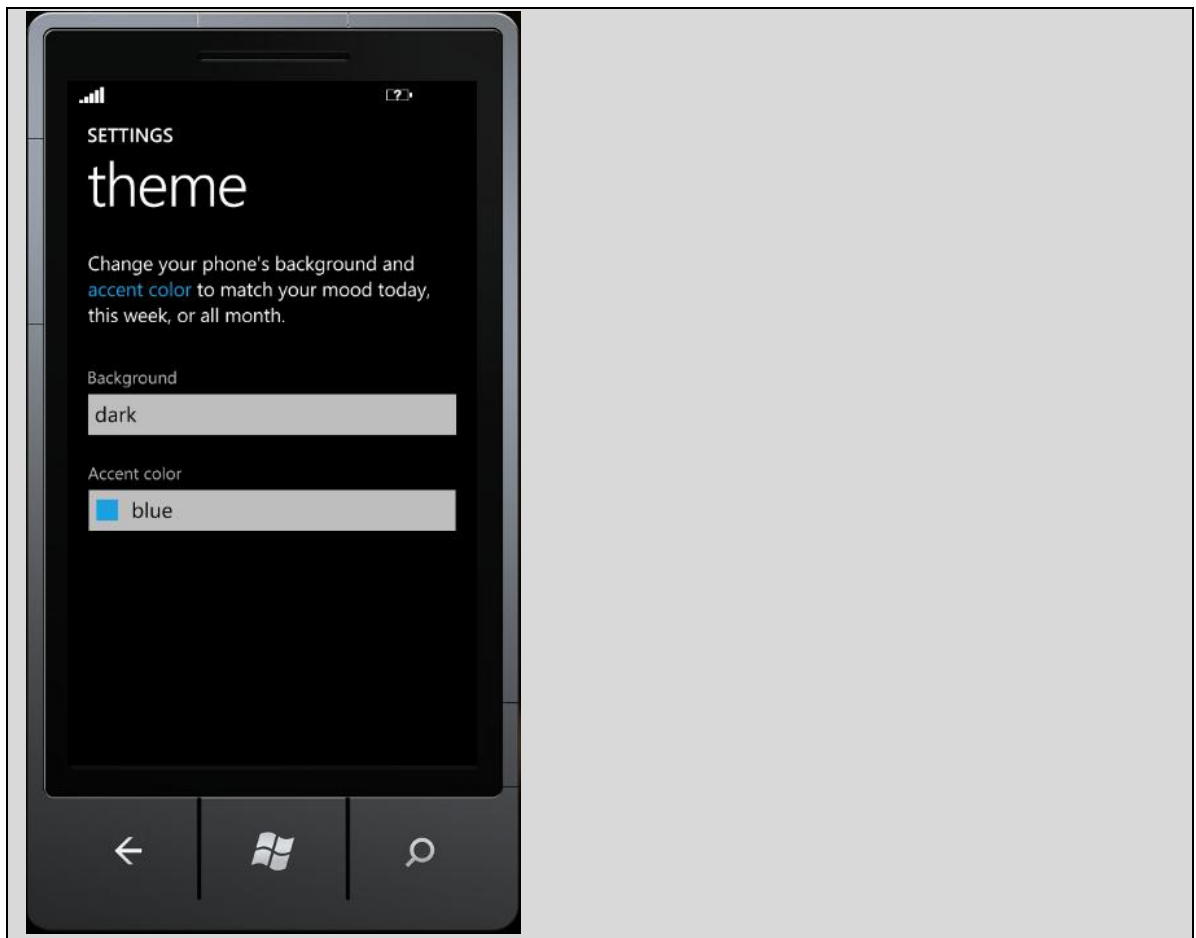 SETTINGS
theme
Change your phone's background and
accent color to match your mood today,
this week, or all month.
Background
dark
Accent color
blue